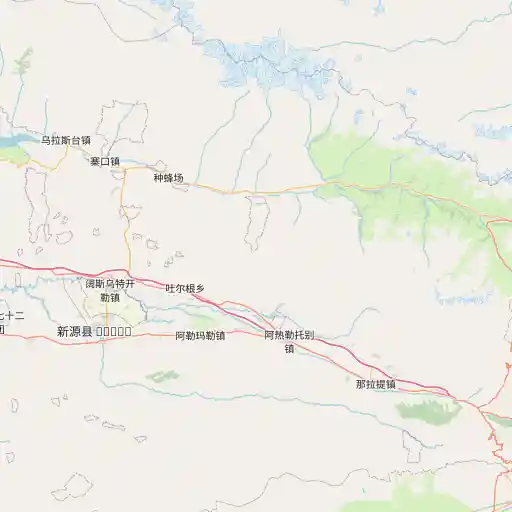 乌拉斯台镇
寨口镇
种蜂场
阔斯乌特开
勒镇
吐尔根乡
七十二
团
新源县
阿勒玛勒镇
阿热勒托别
镇
那拉提镇